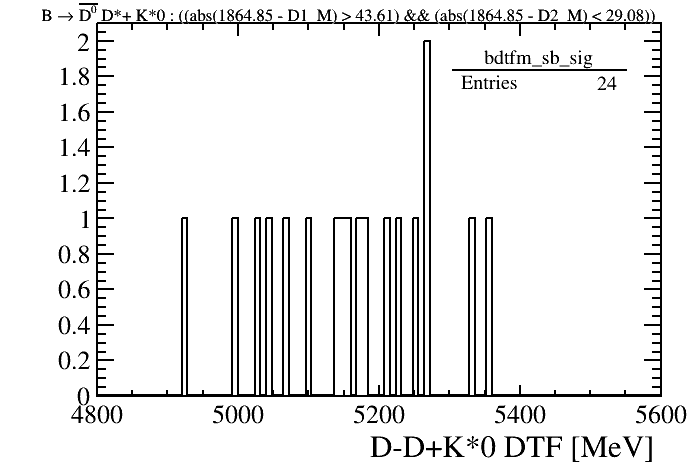 B → D⁰ D*+ K*0 : ((abs(1864.85 - D1_M) > 43.61) && (abs(1864.85 - D2_M) < 29.08))
bdtfm_sb_sig
Entries 24
2
1.8
1.6
1.4
1.2
1
0.8
0.6
0.4
0.2
0
4800 5000 5200 5400 5600
D-D+K*0 DTF [MeV]